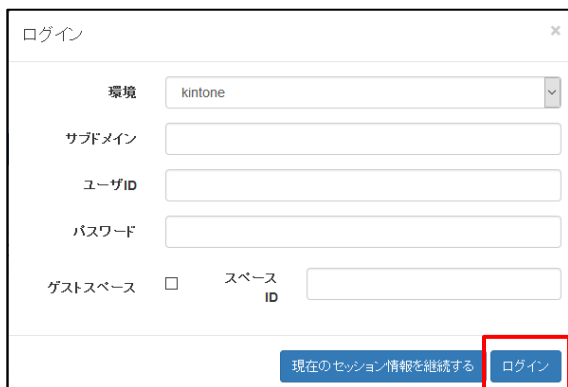 ログイン
×
環境
kintone
サブドメイン
ユーザID
パスワード
ゲストスペース
スペース
ID
現在のセッション情報を継続する
ログイン